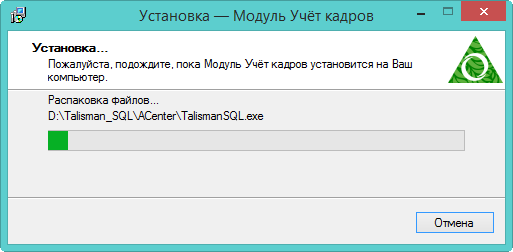 Установка — Модуль Учёт кадров
Установка...
Пожалуйста, подождите, пока Модуль Учёт кадров установится на Ваш
компьютер.
Распаковка файлов...
D:\Talisman_SQL\ACenter\TalismanSQL.exe
Отмена